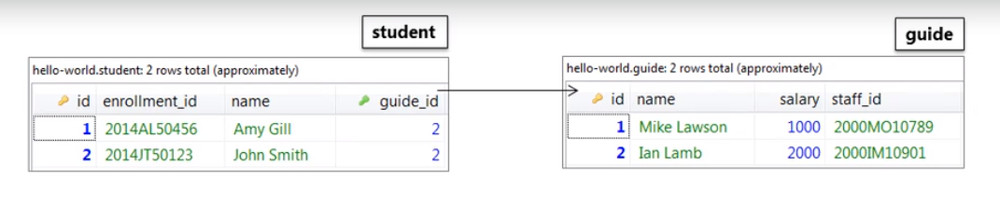 student
hello-world.student: 2 rows total (approximately)
id enrollment_id name guide_id
1 2014AL50456 Amy Gill 2
2 2014JT50123 John Smith 2
guide
hello-world.guide: 2 rows total (approximately)
id name salary staff_id
1 Mike Lawson 1000 2000MO10789
2 Ian Lamb 2000 2000IM10901